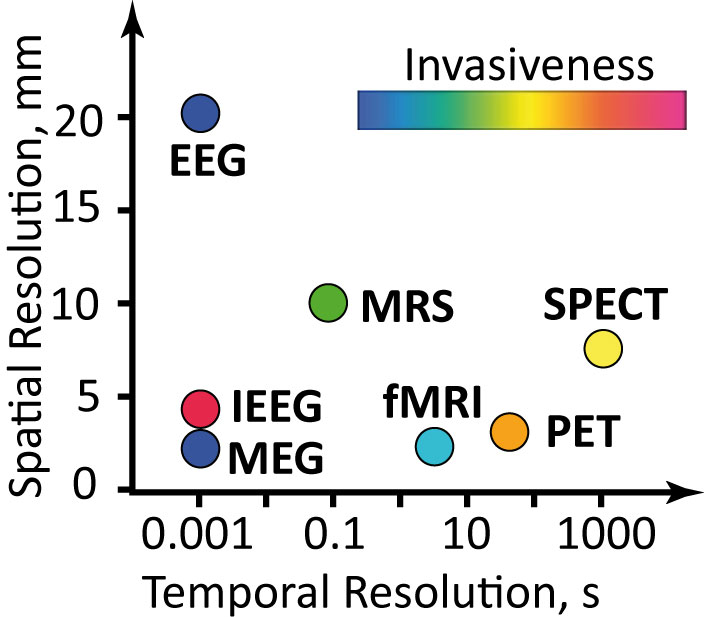 Spatial Resolution, mm
Invasiveness
20
EEG
15
SPECT
10
MRS
fMRI
5
IEEG
PET
MEG
0
0.001
0.1
10
1000
Temporal Resolution, s